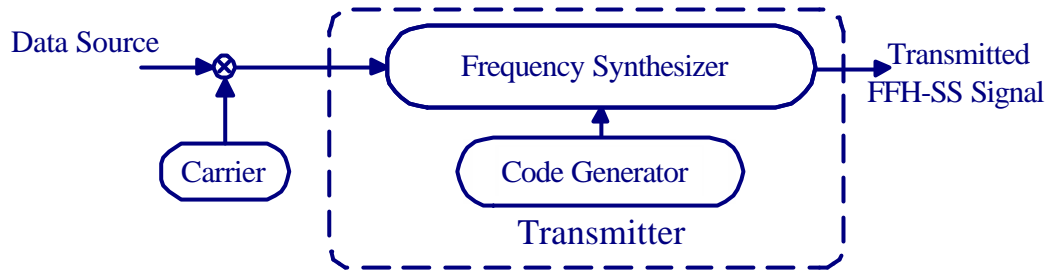 Data Source
Frequency Synthesizer
Transmitted
FFH-SS Signal
Carrier
Code Generator
Transmitter